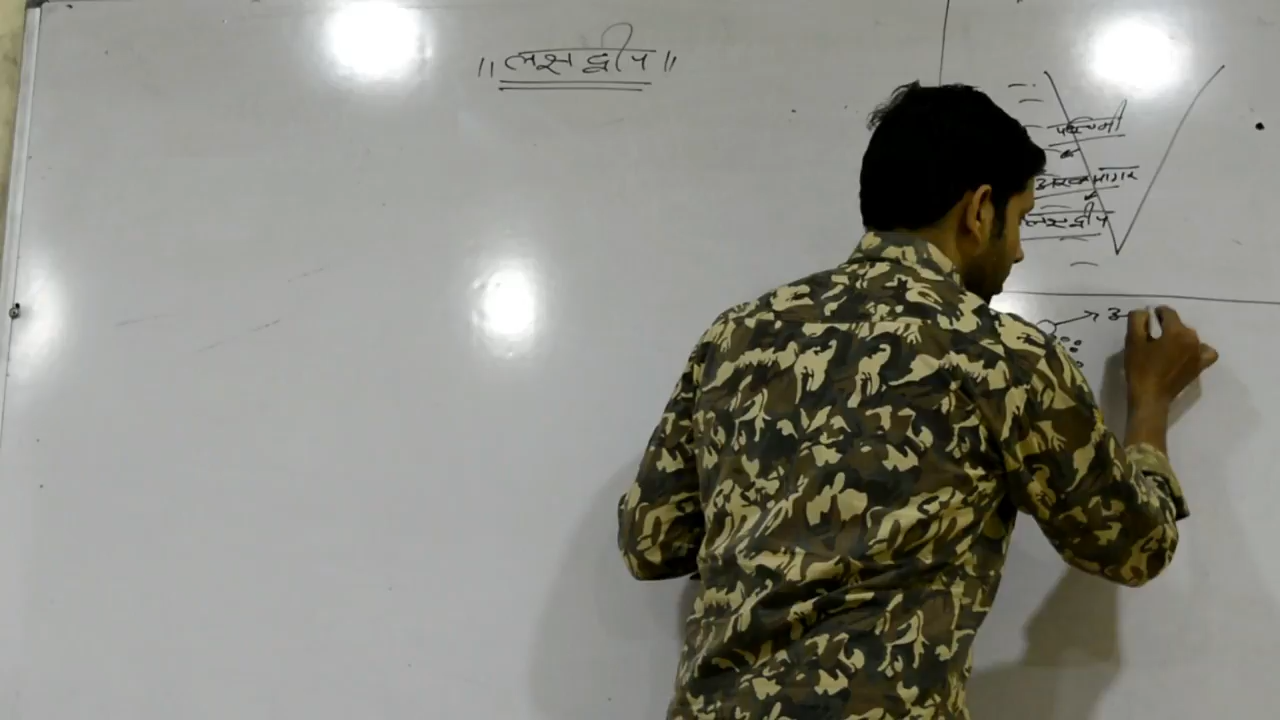 ॥ लक्षद्वीप ॥
पश्चिमी
अरब सागर
लक्षद्वीप